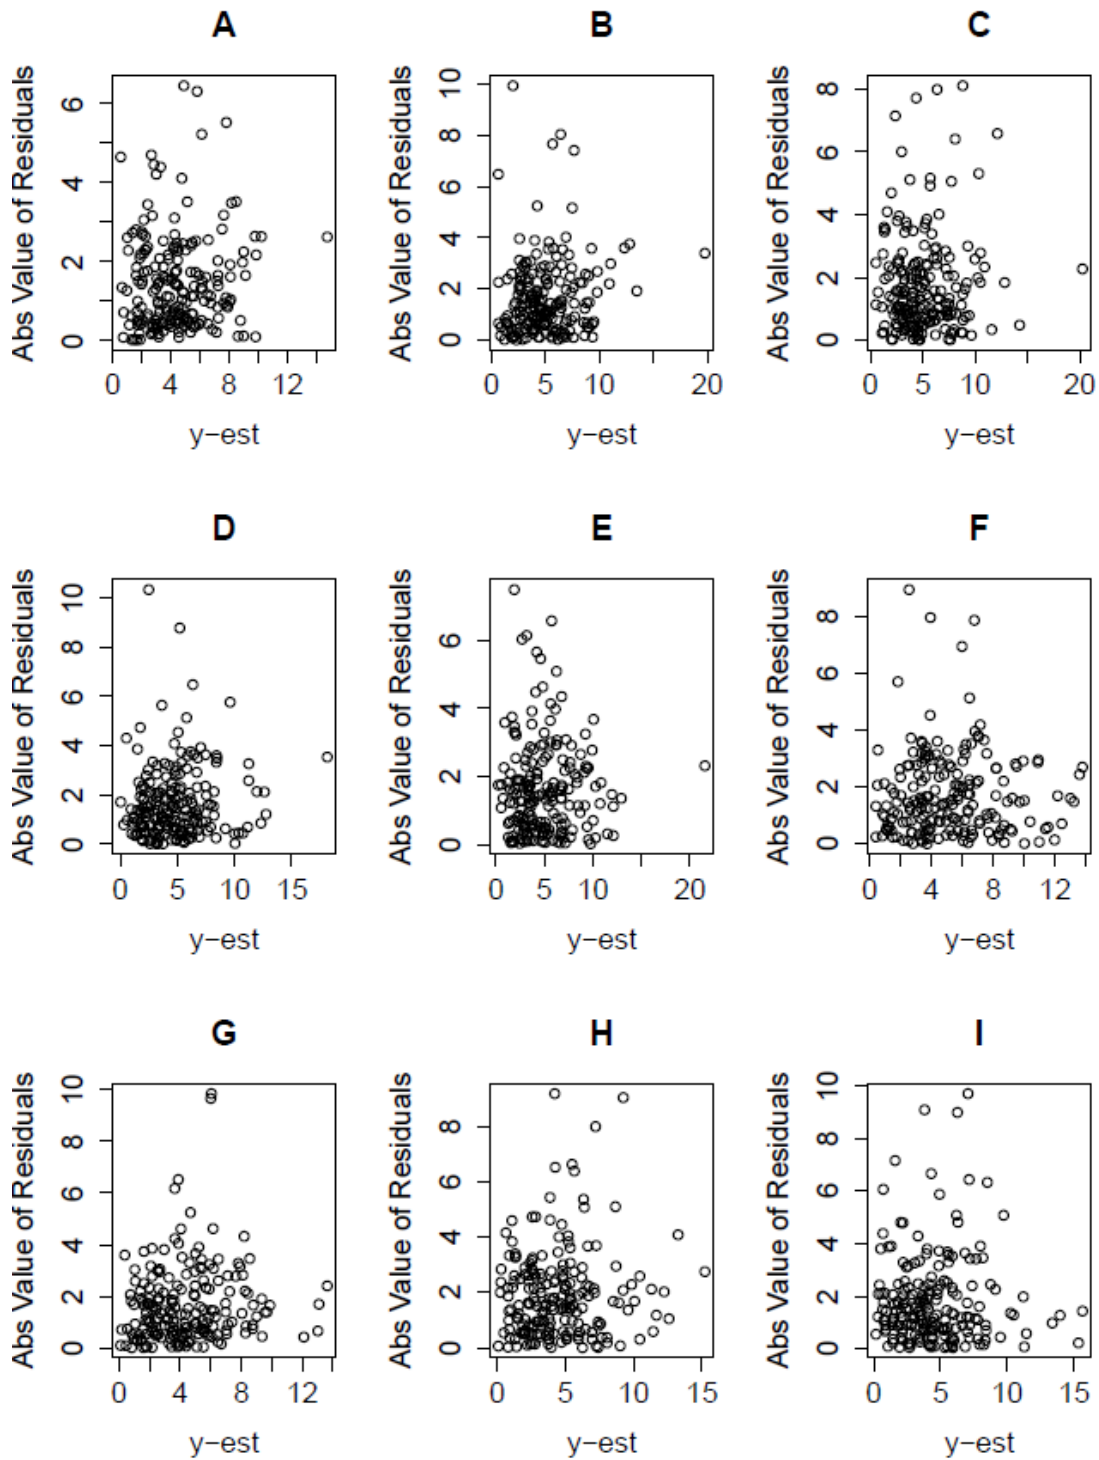 A B C
Abs Value of Residuals Abs Value of Residuals Abs Value of Residuals
6 10 8
8
4 6 6
4 4
2 2 2
0 0 0
0 4 8 12 0 5 10 20 0 5 10 20
y−est y−est y−est
D E F
Abs Value of Residuals Abs Value of Residuals Abs Value of Residuals
10 6 8
8 6
6 4
4 4
2 2 2
0 0 0
0 5 10 15 0 5 10 20 0 4 8 12
y−est y−est y−est
G H I
Abs Value of Residuals Abs Value of Residuals Abs Value of Residuals
10 8 10
8 8
6 6 6
4 4 4
2 2 2
0 0 0
0 4 8 12 0 5 10 15 0 5 10 15
y−est y−est y−est